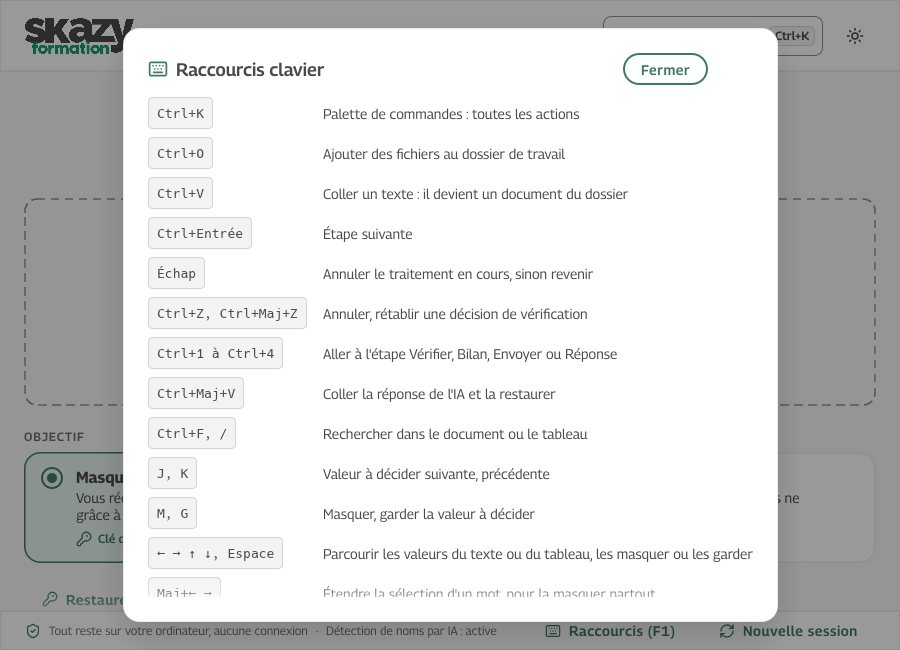 skazy
formation
Ctrl+K
Raccourcis clavier
Fermer
Ctrl+K Palette de commandes : toutes les actions
Ctrl+O Ajouter des fichiers au dossier de travail
Ctrl+V Coller un texte : il devient un document du dossier
Ctrl+Entrée Étape suivante
Échap Annuler le traitement en cours, sinon revenir
Ctrl+Z, Ctrl+Maj+Z Annuler, rétablir une décision de vérification
Ctrl+1 à Ctrl+4 Aller à l'étape Vérifier, Bilan, Envoyer ou Réponse
Ctrl+Maj+V Coller la réponse de l'IA et la restaurer
Ctrl+F, / Rechercher dans le document ou le tableau
J, K Valeur à décider suivante, précédente
M, G Masquer, garder la valeur à décider
← → ↑ ↓, Espace Parcourir les valeurs du texte ou du tableau, les masquer ou les garder
Maj+← → Étendre la sélection d'un mot, pour la masquer partout
OBJECTIF
Masqu
Vous ré
s ne
grâce à
Clé d
Restaure
Tout reste sur votre ordinateur, aucune connexion · Détection de noms par IA : active
Raccourcis (F1)
Nouvelle session